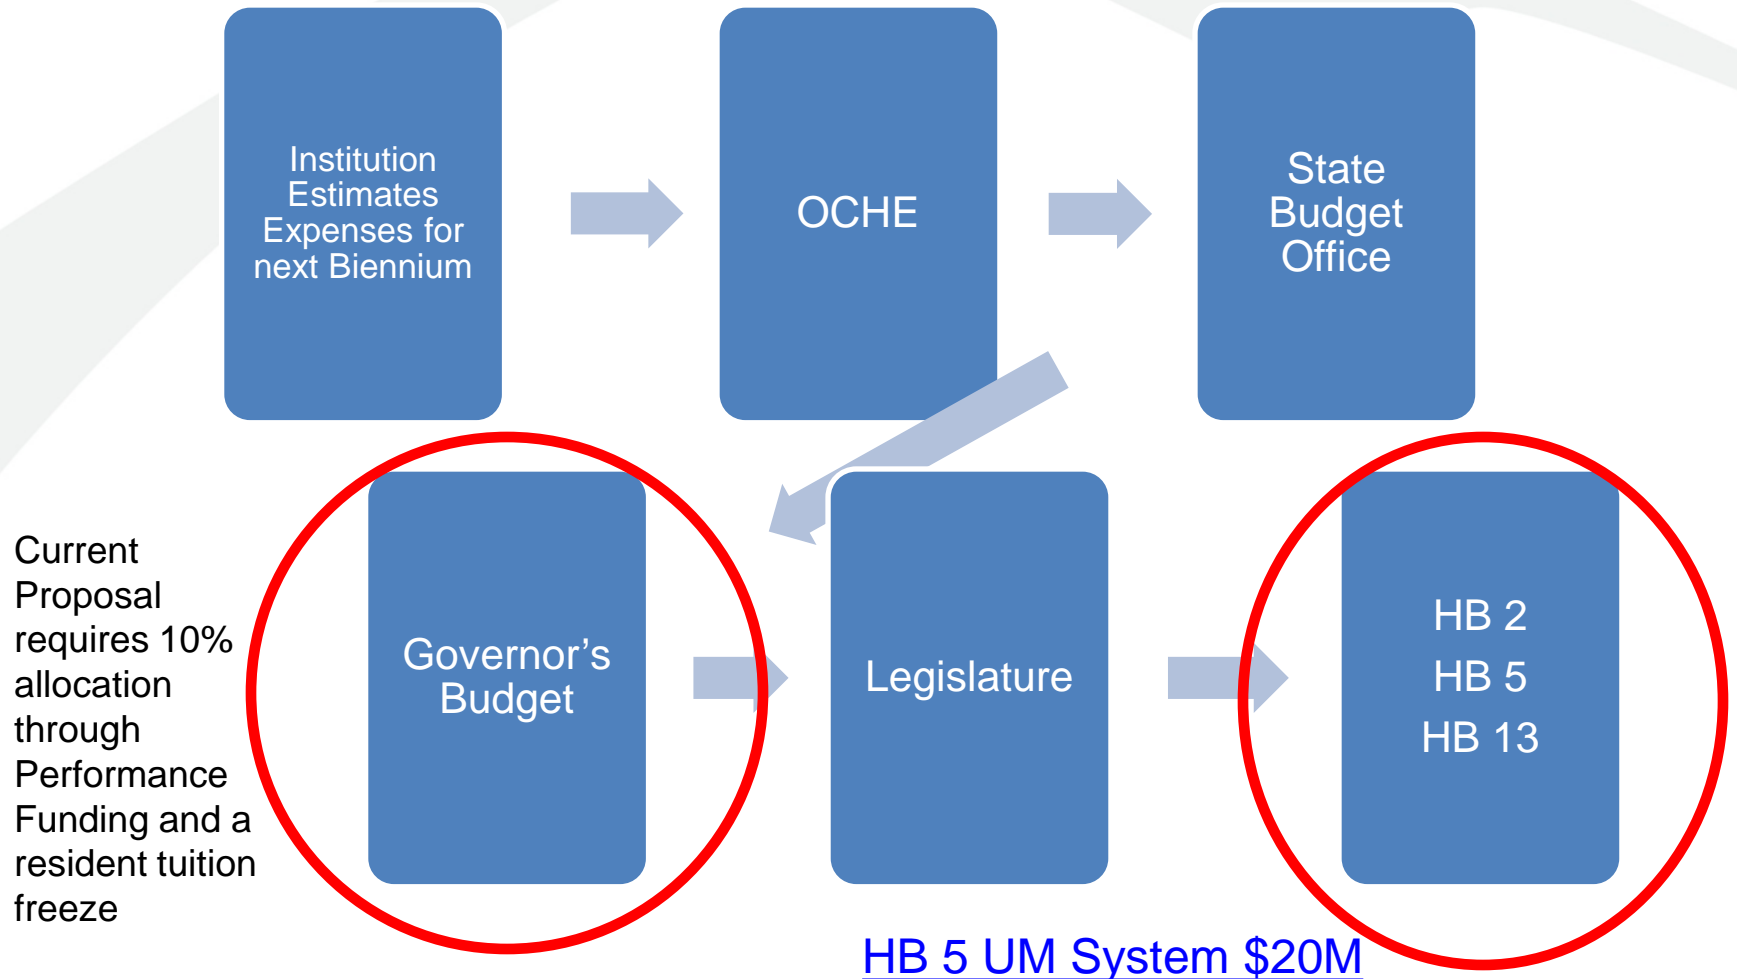 Institution
Estimates
Expenses for
next Biennium
OCHE
State
Budget
Office
Current
Proposal
requires 10%
allocation
through
Performance
Funding and a
resident tuition
freeze
Governor’s
Budget
Legislature
HB 2
HB 5
HB 13
HB 5 UM System $20M